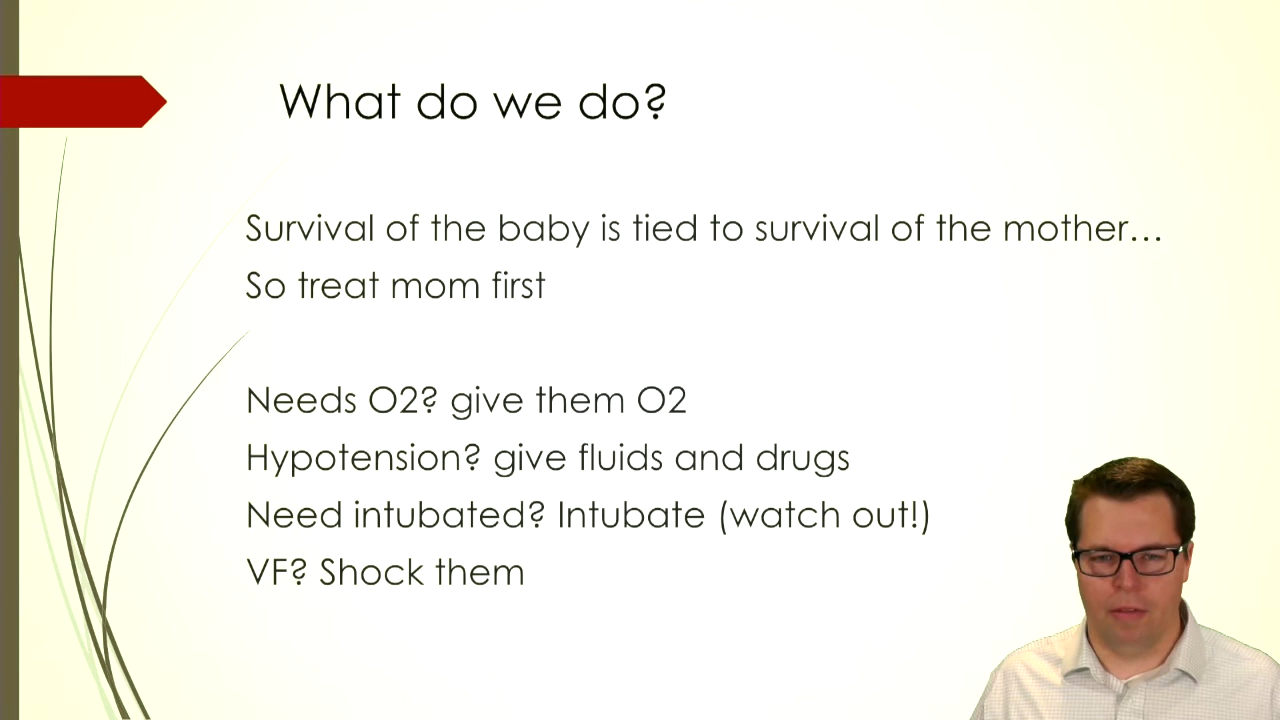 What do we do?
Survival of the baby is tied to survival of the mother…
So treat mom first
Needs O2? give them O2
Hypotension? give fluids and drugs
Need intubated? Intubate (watch out!)
VF? Shock them